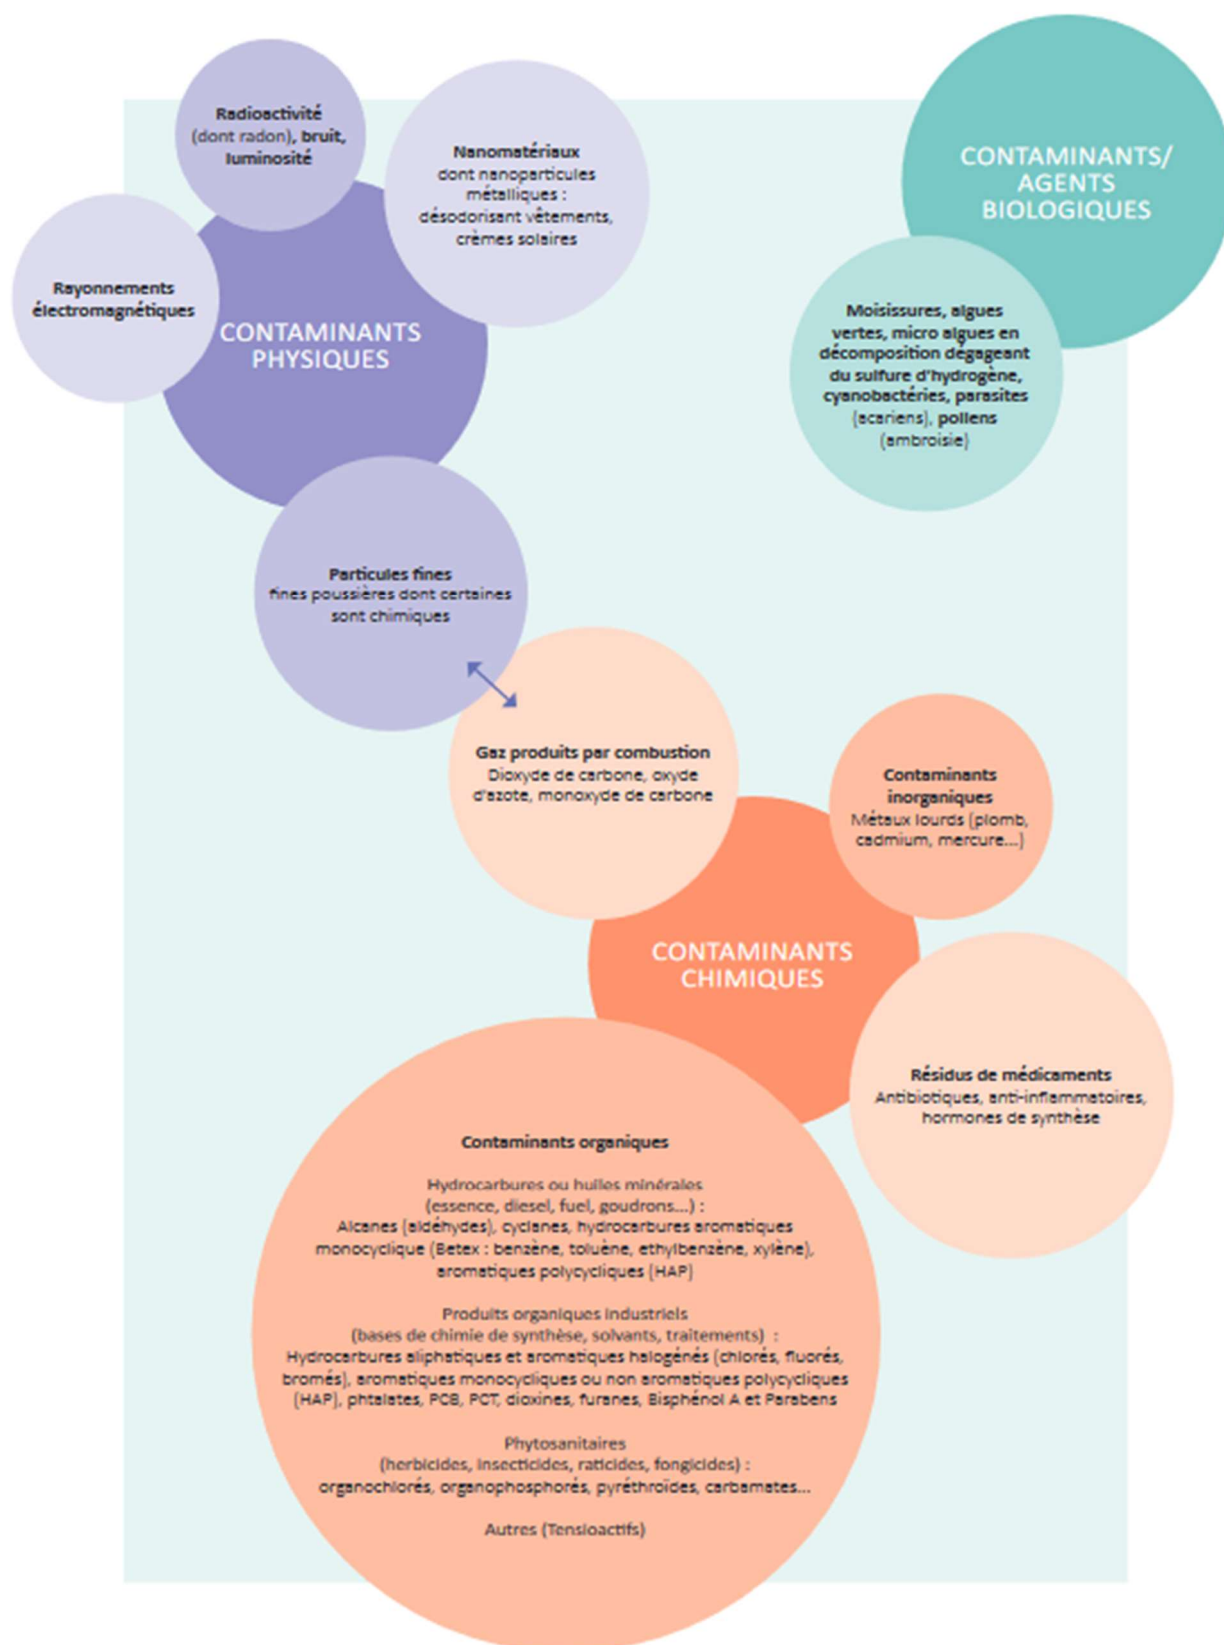 Radioactivité
(dont radon), bruit,
luminosité
Nanomatériaux
dont nanoparticules
métalliques :
désodorisant vêtements,
crèmes solaires
Rayonnements
électromagnétiques
CONTAMINANTS
PHYSIQUES
CONTAMINANTS/
AGENTS
BIOLOGIQUES
Moisissures, algues
vertes, micro algues en
décomposition dégageant
du sulfure d'hydrogène,
cyanobactéries, parasites
(acariens), pollens
(ambroisie)
Particules fines
fines poussières dont certaines
sont chimiques
Gaz produits par combustion
Dioxyde de carbone, oxyde
d'azote, monoxyde de carbone
Contaminants
inorganiques
Métaux lourds (plomb,
cadmium, mercure...)
CONTAMINANTS
CHIMIQUES
Résidus de médicaments
Antibiotiques, anti-inflammatoires,
hormones de synthèse
Contaminants organiques
Hydrocarbures ou huiles minérales
(essence, diesel, fuel, goudrons...) :
Alcanes (aldéhydes), cyclanes, hydrocarbures aromatiques
monocyclique (Betex : benzène, toluène, ethylbenzène, xylène),
aromatiques polycycliques (HAP)
Produits organiques industriels
(bases de chimie de synthèse, solvants, traitements) :
Hydrocarbures aliphatiques et aromatiques halogénés (chlorés, fluorés,
bromés), aromatiques monocycliques ou non aromatiques polycycliques
(HAP), phtalates, PCB, PCT, dioxines, furanes, Bisphénol A et Parabens
Phytosanitaires
(herbicides, insecticides, raticides, fongicides) :
organochlorés, organophosphorés, pyréthroïdes, carbamates...
Autres (Tensioactifs)